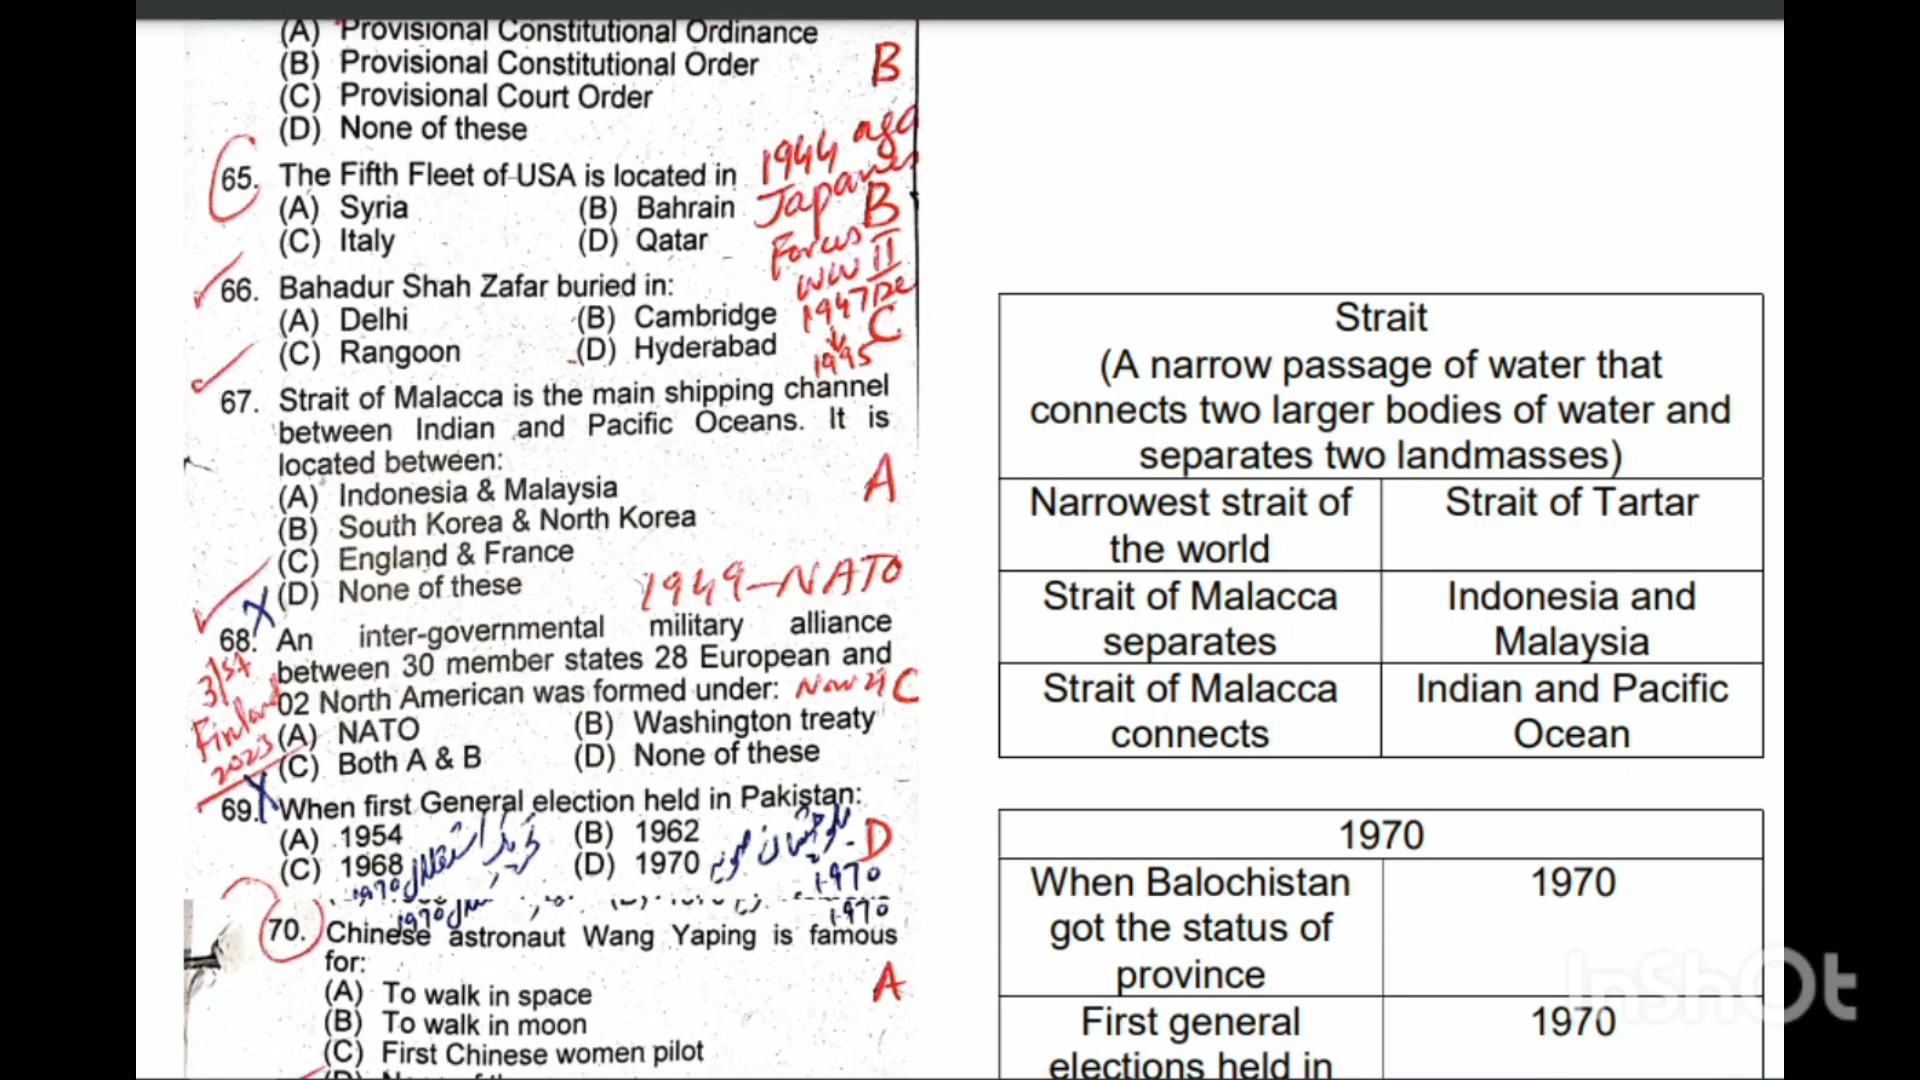 (A) Provisional Constitutional Ordinance
(B) Provisional Constitutional Order
B
(C) Provisional Court Order
(D) None of these
65. The Fifth Fleet of USA is located in
(A) Syria (B) Bahrain
(C) Italy (D) Qatar
B
1944
Forces
WW II
1947
1995
66. Bahadur Shah Zafar buried in:
(A) Delhi (B) Cambridge
(C) Rangoon (D) Hyderabad
C
67. Strait of Malacca is the main shipping channel
between Indian and Pacific Oceans. It is
located between:
(A) Indonesia & Malaysia
A
(B) South Korea & North Korea
(C) England & France
(D) None of these
1949-NATO
68. An inter-governmental military alliance
between 30 member states 28 European and
02 North American was formed under:
C
31st
Finland
2023
(A) NATO (B) Washington treaty
(C) Both A & B (D) None of these
69. When first General election held in Pakistan:
(A) 1954 (B) 1962
(C) 1968 (D) 1970
D
1970
1970
1970
1970
70. Chinese astronaut Wang Yaping is famous
for:
(A) To walk in space
A
(B) To walk in moon
(C) First Chinese women pilot
Strait
(A narrow passage of water that
connects two larger bodies of water and
separates two landmasses)
Narrowest strait of
the world
Strait of Tartar
Strait of Malacca
separates
Indonesia and
Malaysia
Strait of Malacca
connects
Indian and Pacific
Ocean
1970
When Balochistan
got the status of
province
1970
First general
elections held in
1970
InShOt